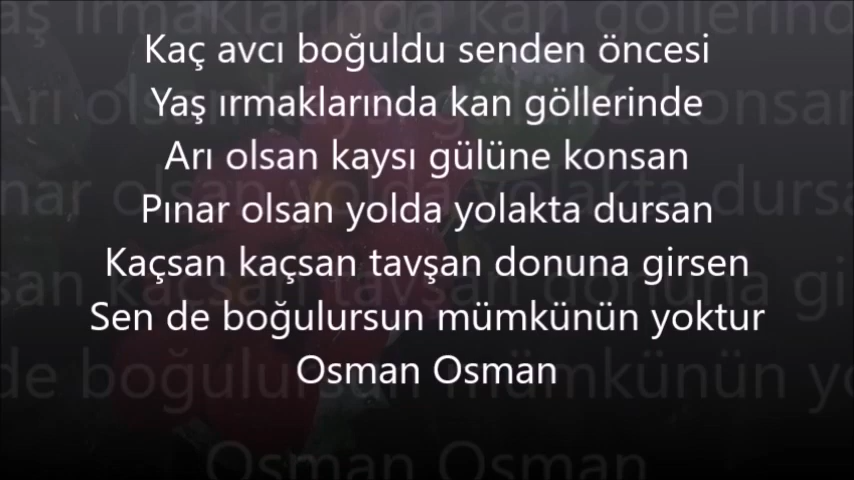 Kaç avcı boğuldu senden öncesi
Yaş ırmaklarında kan göllerinde
Arı olsan kaysı gülüne konsan
Pınar olsan yolda yolakta dursan
Kaçsan kaçsan tavşan donuna girsen
Sen de boğulursun mümkünün yoktur
Osman Osman